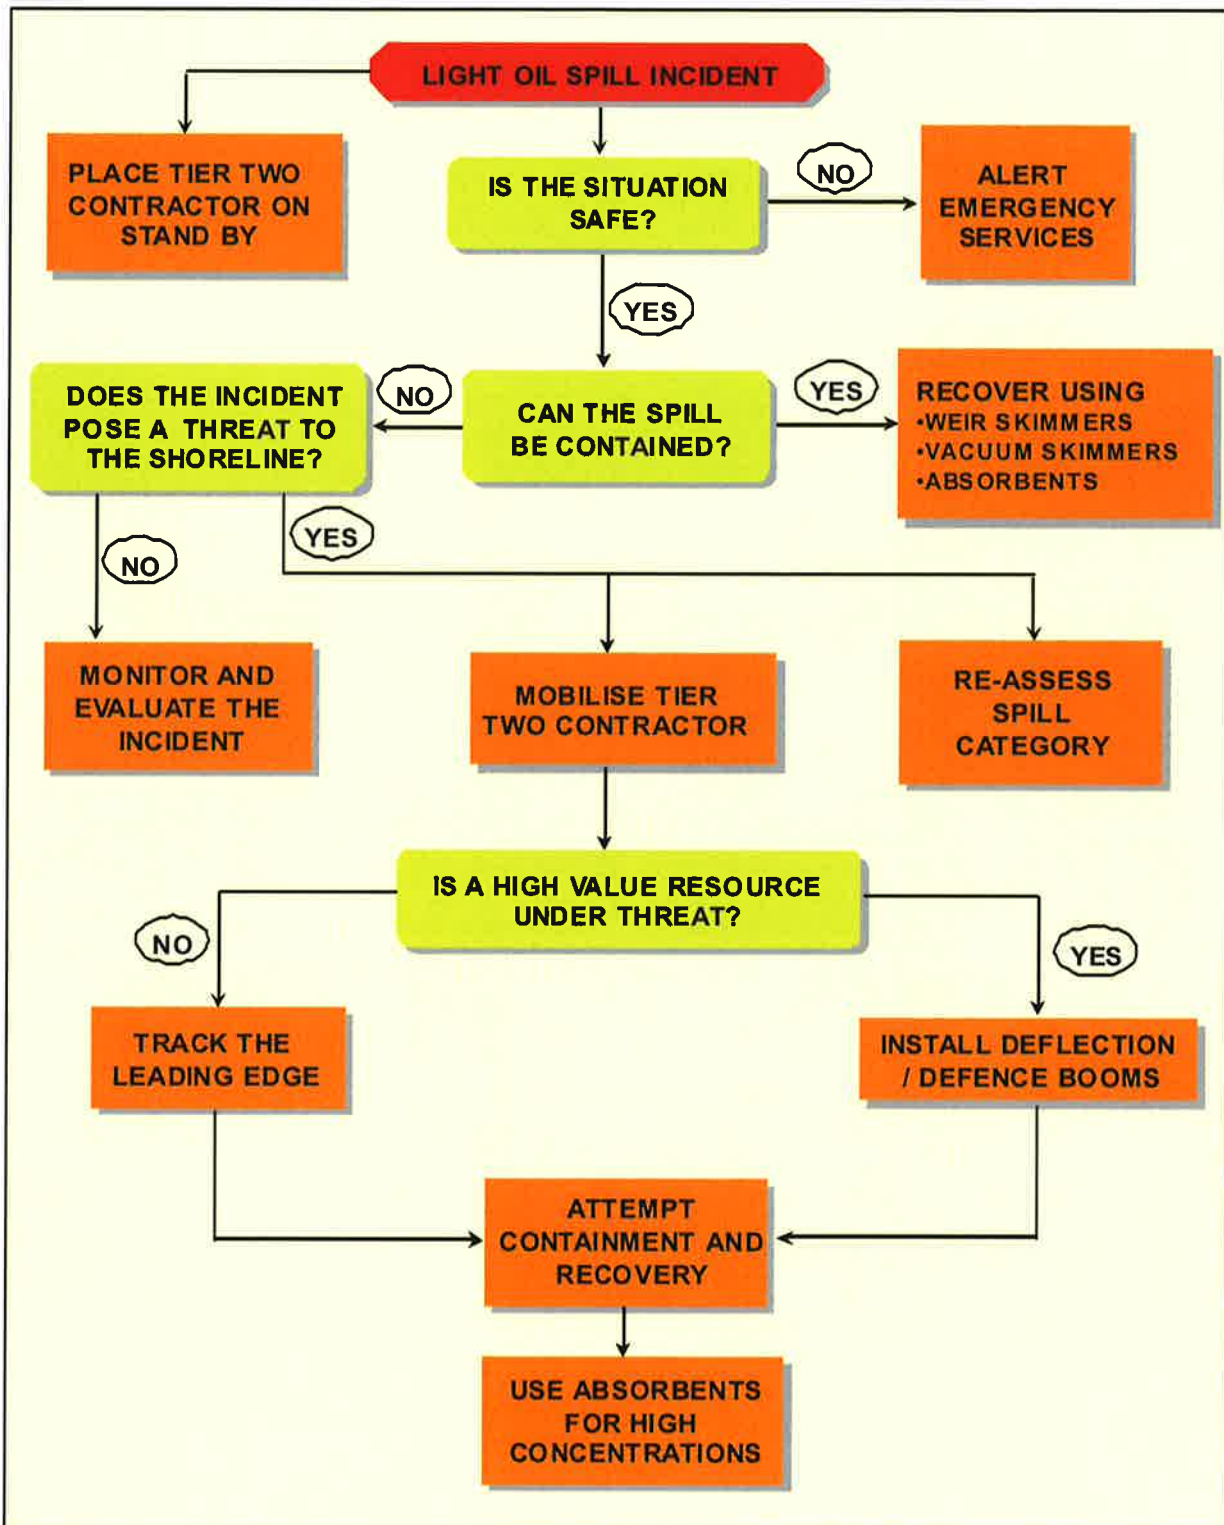 LIGHT OIL SPILL INCIDENT
PLACE TIER TWO
CONTRACTOR ON
STAND BY
IS THE SITUATION
SAFE?
NO
ALERT
EMERGENCY
SERVICES
YES
DOES THE INCIDENT
POSE A THREAT TO
THE SHORELINE?
NO
CAN THE SPILL
BE CONTAINED?
YES
RECOVER USING
•WEIR SKIMMERS
•VACUUM SKIMMERS
•ABSORBENTS
NO
YES
MONITOR AND
EVALUATE THE
INCIDENT
MOBILISE TIER
TWO CONTRACTOR
RE-ASSESS
SPILL
CATEGORY
IS A HIGH VALUE RESOURCE
UNDER THREAT?
NO
YES
TRACK THE
LEADING EDGE
INSTALL DEFLECTION
/ DEFENCE BOOMS
ATTEMPT
CONTAINMENT AND
RECOVERY
USE ABSORBENTS
FOR HIGH
CONCENTRATIONS